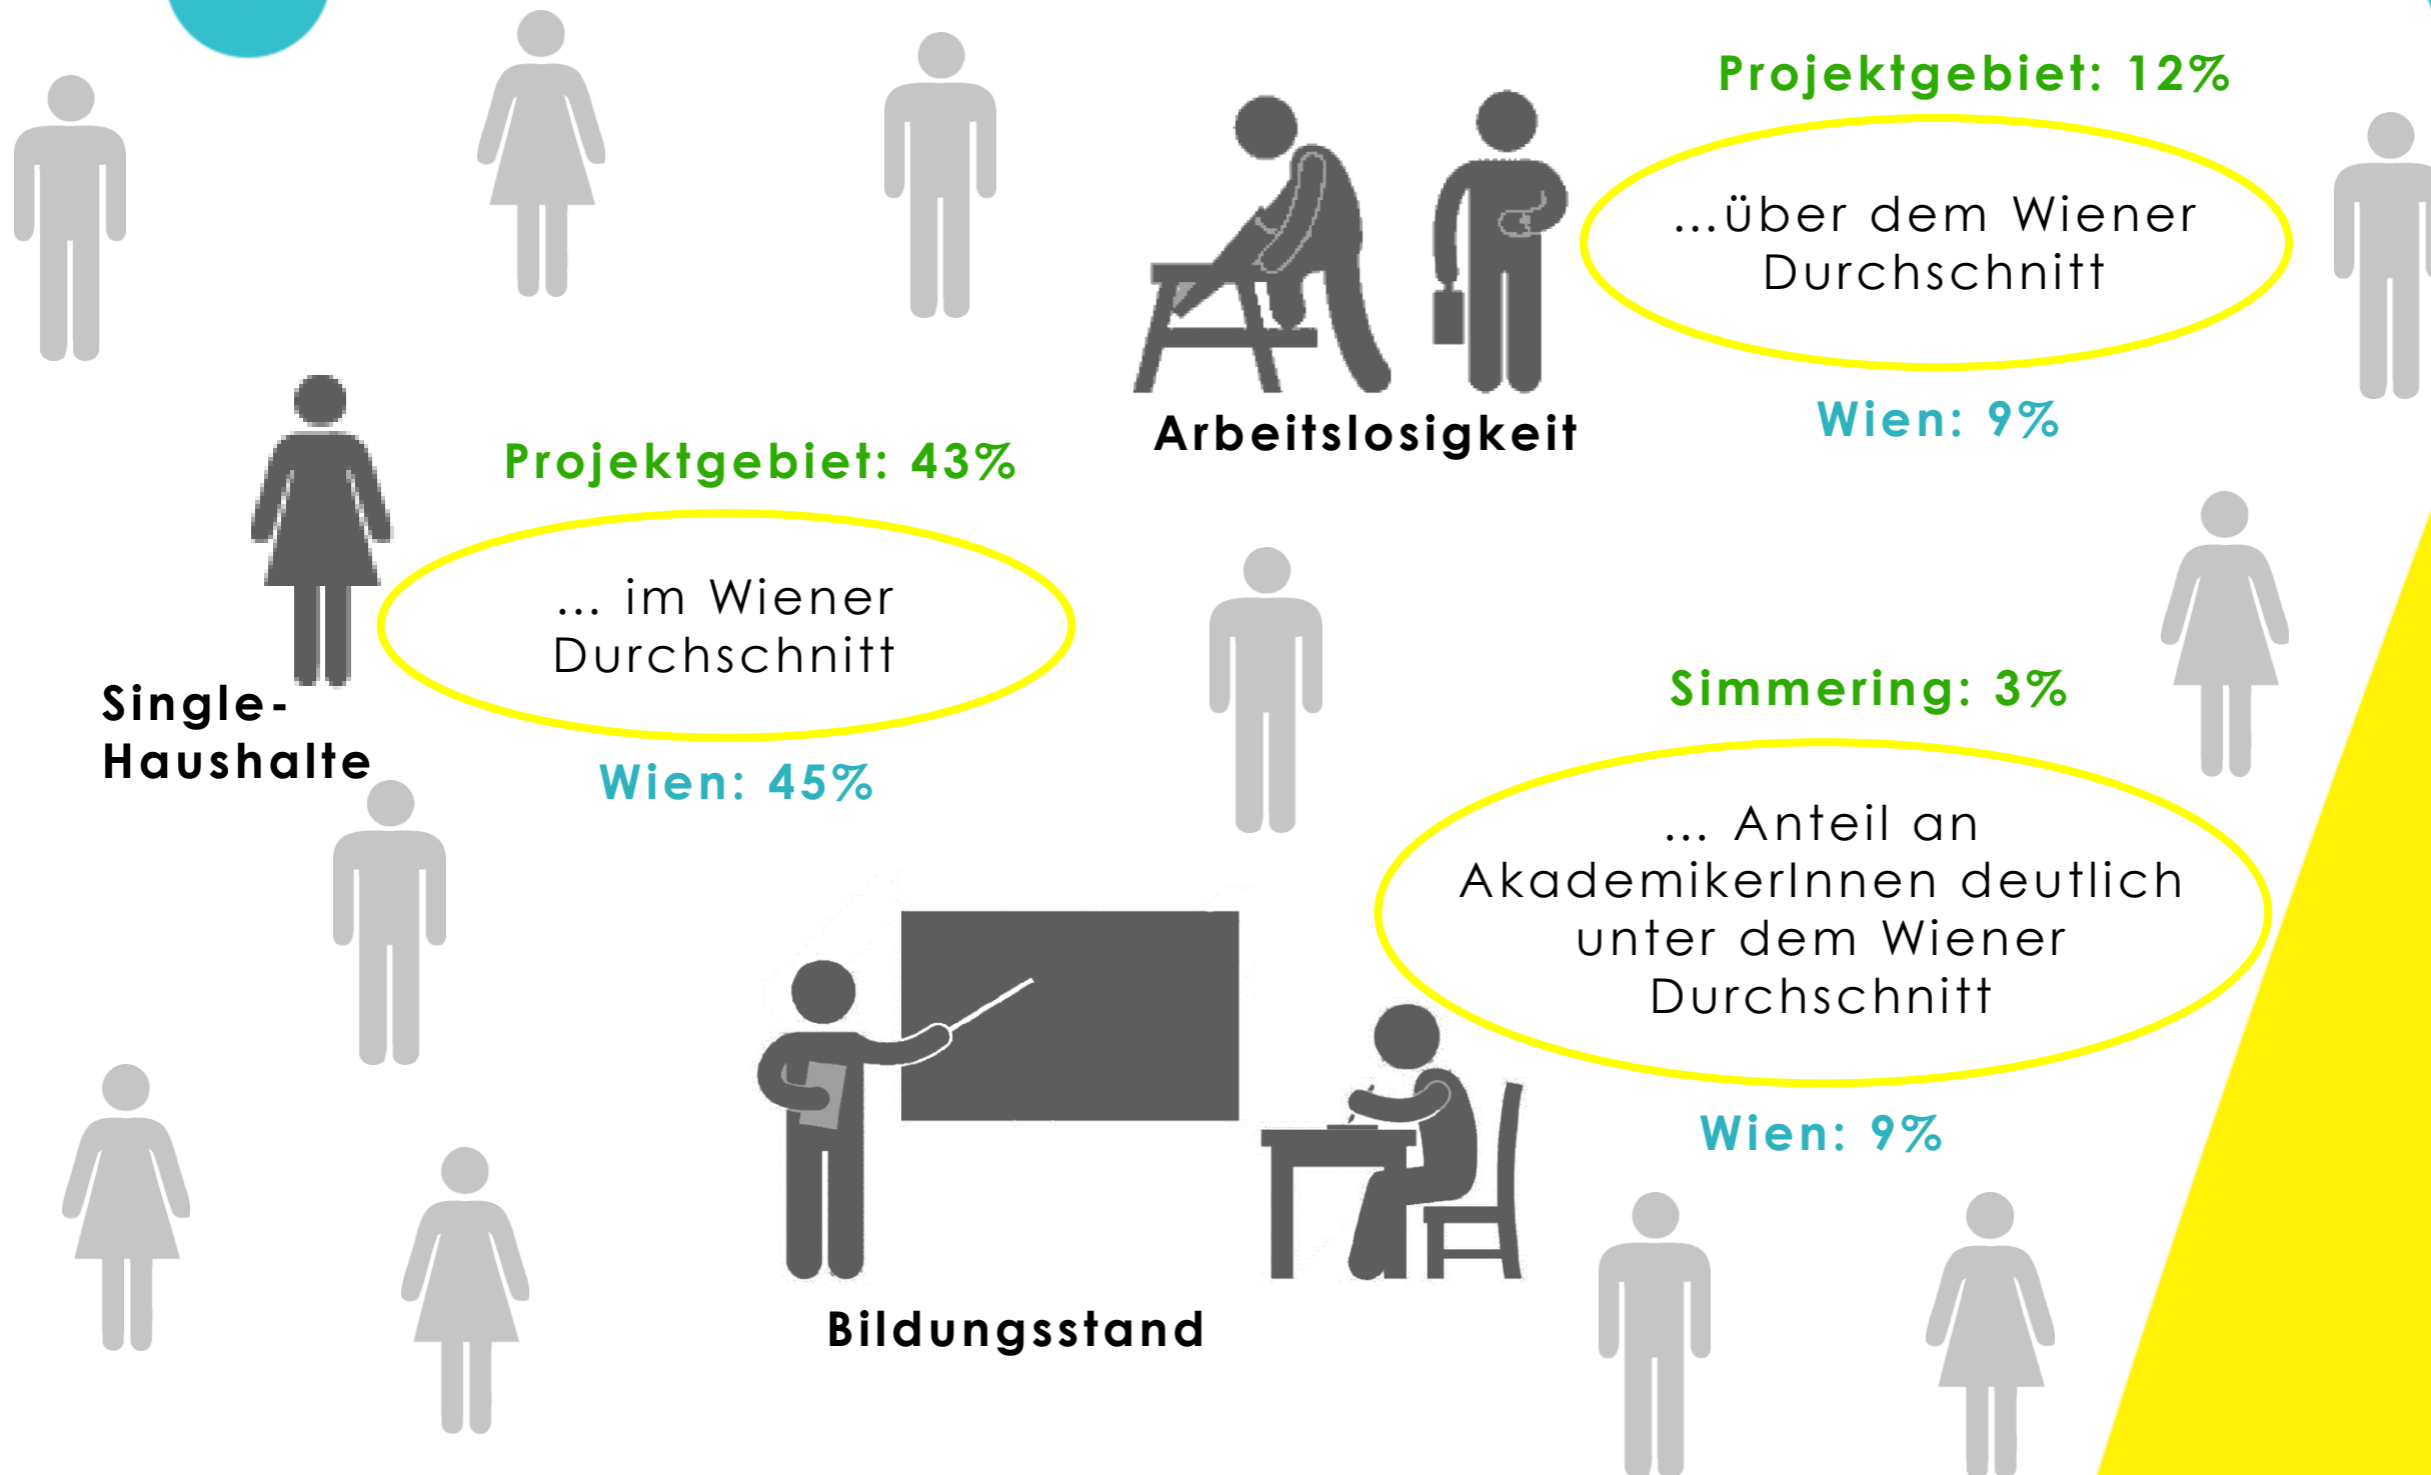 Projektgebiet: 12%
...über dem Wiener
Durchschnitt
Wien: 9%
Arbeitslosigkeit
Projektgebiet: 43%
... im Wiener
Durchschnitt
Wien: 45%
Single-
Haushalte
Simmering: 3%
... Anteil an
AkademikerInnen deutlich
unter dem Wiener
Durchschnitt
Wien: 9%
Bildungsstand